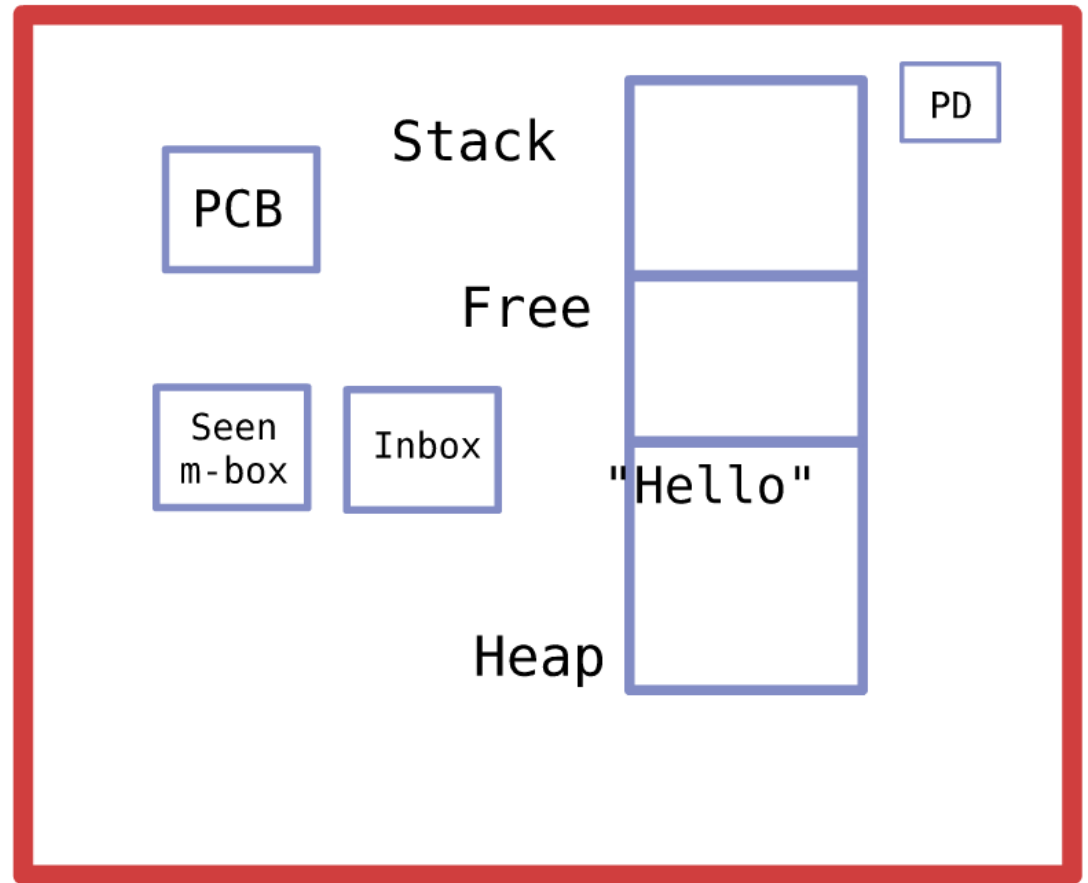 PD
Stack
PCB
Free
Seen
m-box
Inbox
"Hello"
Heap